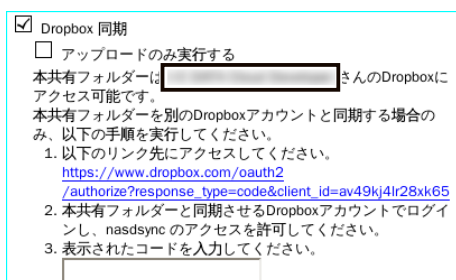 Dropbox 同期
アップロードのみ実行する
本共有フォルダーは さんのDropboxに
アクセス可能です。
本共有フォルダーを別のDropboxアカウントと同期する場合の
み、以下の手順を実行してください。
1. 以下のリンク先にアクセスしてください。
https://www.dropbox.com/oauth2
/authorize?response_type=code&client_id=av49kj4lr28xk65
2. 本共有フォルダーと同期させるDropboxアカウントでログイ
ンし、nasdsync のアクセスを許可してください。
3. 表示されたコードを入力してください。